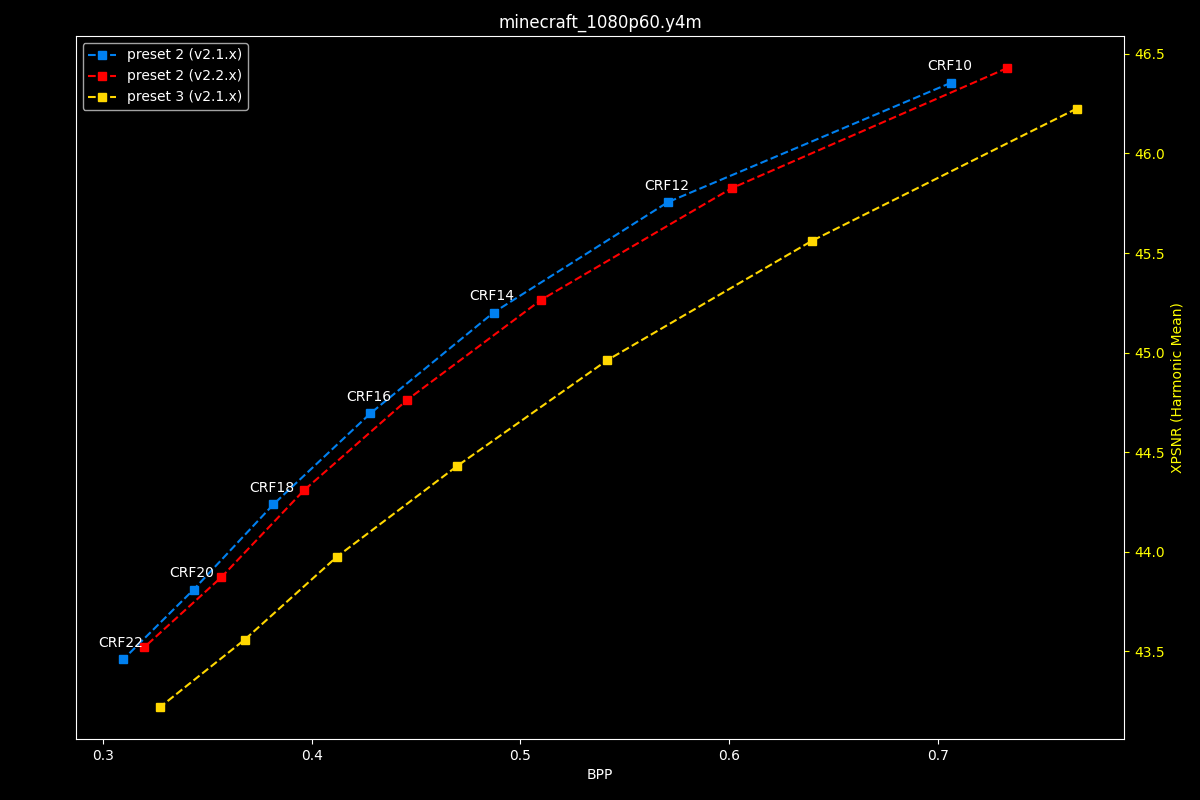 minecraft_1080p60.y4m
preset 2 (v2.1.x)
preset 2 (v2.2.x)
preset 3 (v2.1.x)
CRF10
CRF12
CRF14
CRF16
CRF18
CRF20
CRF22
46.5
46.0
45.5
45.0
44.5
44.0
43.5
XPSNR (Harmonic Mean)
0.3
0.4
0.5
0.6
0.7
BPP